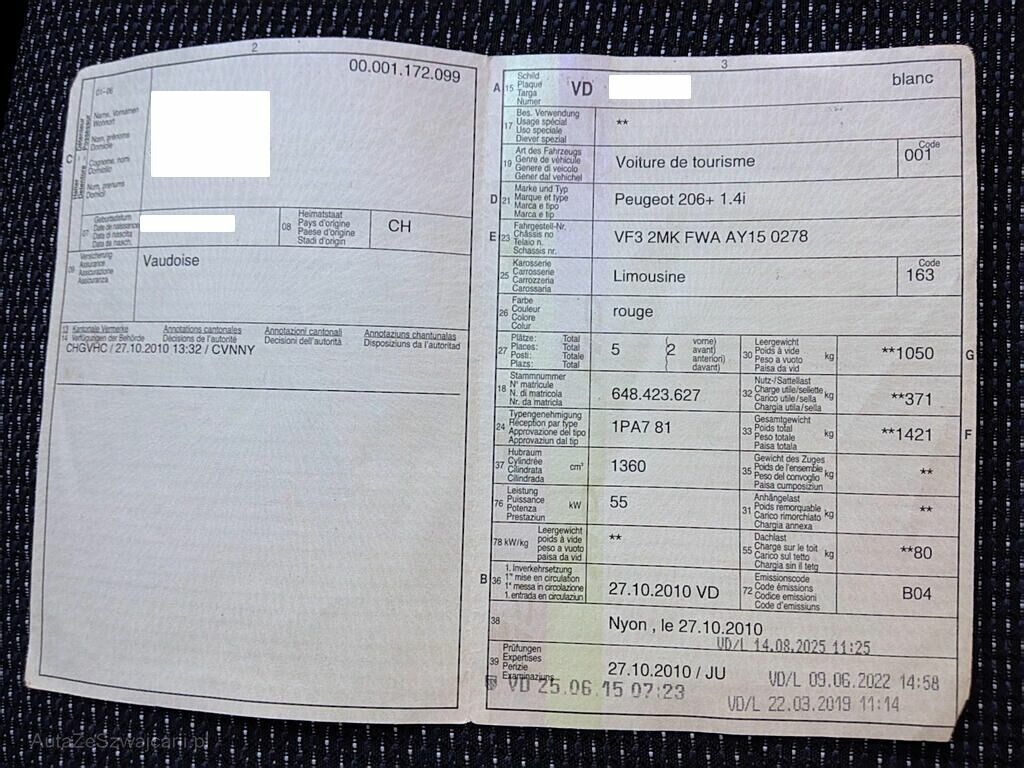 2
00.001.172.099
01-06
Name, Vornamen
Wohnort
Nom, prénoms
Domicile
Cognome, nomi
Domicilio
Num, prenums
Domicil
C
07
Geburtsdatum
Date de naissance
Data di nascita
Data da nasch.
08
Heimatstaat
Pays d'origine
Paese d'origine
Stadi d'origin
CH
09
Versicherung
Assurance
Assicurazione
Assicuranza
Vaudoise
13 Kantonale Vermerke
14 Verfügungen der Behörde
Annotations cantonales
Décisions de l'autorité
Annotazioni cantonali
Decisioni dell'autorità
Annotaziuns chantunalas
Disposiziuns da l'autoritad
CHGVHC / 27.10.2010 13:32 / CVNNY
3
A 15
Schild
Plaque
Targa
Numer
VD
blanc
17
Bes. Verwendung
Usage spécial
Uso speciale
Diever spezial
**
19
Art des Fahrzeugs
Genre de véhicule
Genere di veicolo
Gener dal vehichel
Voiture de tourisme
Code
001
D 21
Marke und Typ
Marque et type
Marca e tipo
Marca e tip
Peugeot 206+ 1.4i
E 23
Fahrgestell-Nr.
Châssis no
Telaio n.
Schassis nr.
VF3 2MK FWA AY15 0278
25
Karosserie
Carrosserie
Carrozzeria
Carossaria
Limousine
Code
163
26
Farbe
Couleur
Colore
Colur
rouge
27
Plätze: Total
Places: Total
Posti: Totale
Plazs: Total
5
( 2
vorne)
avant)
anteriori)
davant)
30
Leergewicht
Poids à vide
Peso a vuoto
Paisa da vid
kg
**1050
G
18
Stammnummer
N° matricule
N. di matricola
Nr. da matricla
648.423.627
32
Nutz-/Sattellast
Charge utile/sellette
Carico utile/sella
Chargia utila/sella
kg
**371
24
Typengenehmigung
Réception par type
Approvazione del tipo
Approvaziun dal tip
1PA7 81
33
Gesamtgewicht
Poids total
Peso totale
Paisa totala
kg
**1421
F
37
Hubraum
Cylindrée
Cilindrata
Cilindrada
cm³
1360
35
Gewicht des Zuges
Poids de l'ensemble
Peso del convoglio
Paisa cumposiziun
kg
**
76
Leistung
Puissance
Potenza
Prestaziun
kW
55
31
Anhängelast
Poids remorquable
Carico rimorchiato
Chargia annexa
kg
**
78 kW/kg
Leergewicht
poids à vide
peso a vuoto
paisa da vid
**
55
Dachlast
Charge sur le toit
Carico sul tetto
Chargia sin il tetg
kg
**80
B 36
1. Inverkehrsetzung
1re mise en circulation
1a messa in circolazione
1. entrada en circulaziun
27.10.2010 VD
72
Emissionscode
Code émissions
Codice emissioni
Code d'emissiuns
B04
38
Nyon , le 27.10.2010
VD/L 14.08.2025 11:25
39
Prüfungen
Expertises
Perizie
Examinaziuns
27.10.2010 / JU
VD/L 09.06.2022 14:58
VD 25.06.15 07:23
VD/L 22.03.2019 11:14
AutaZeSzwajcarii.pl